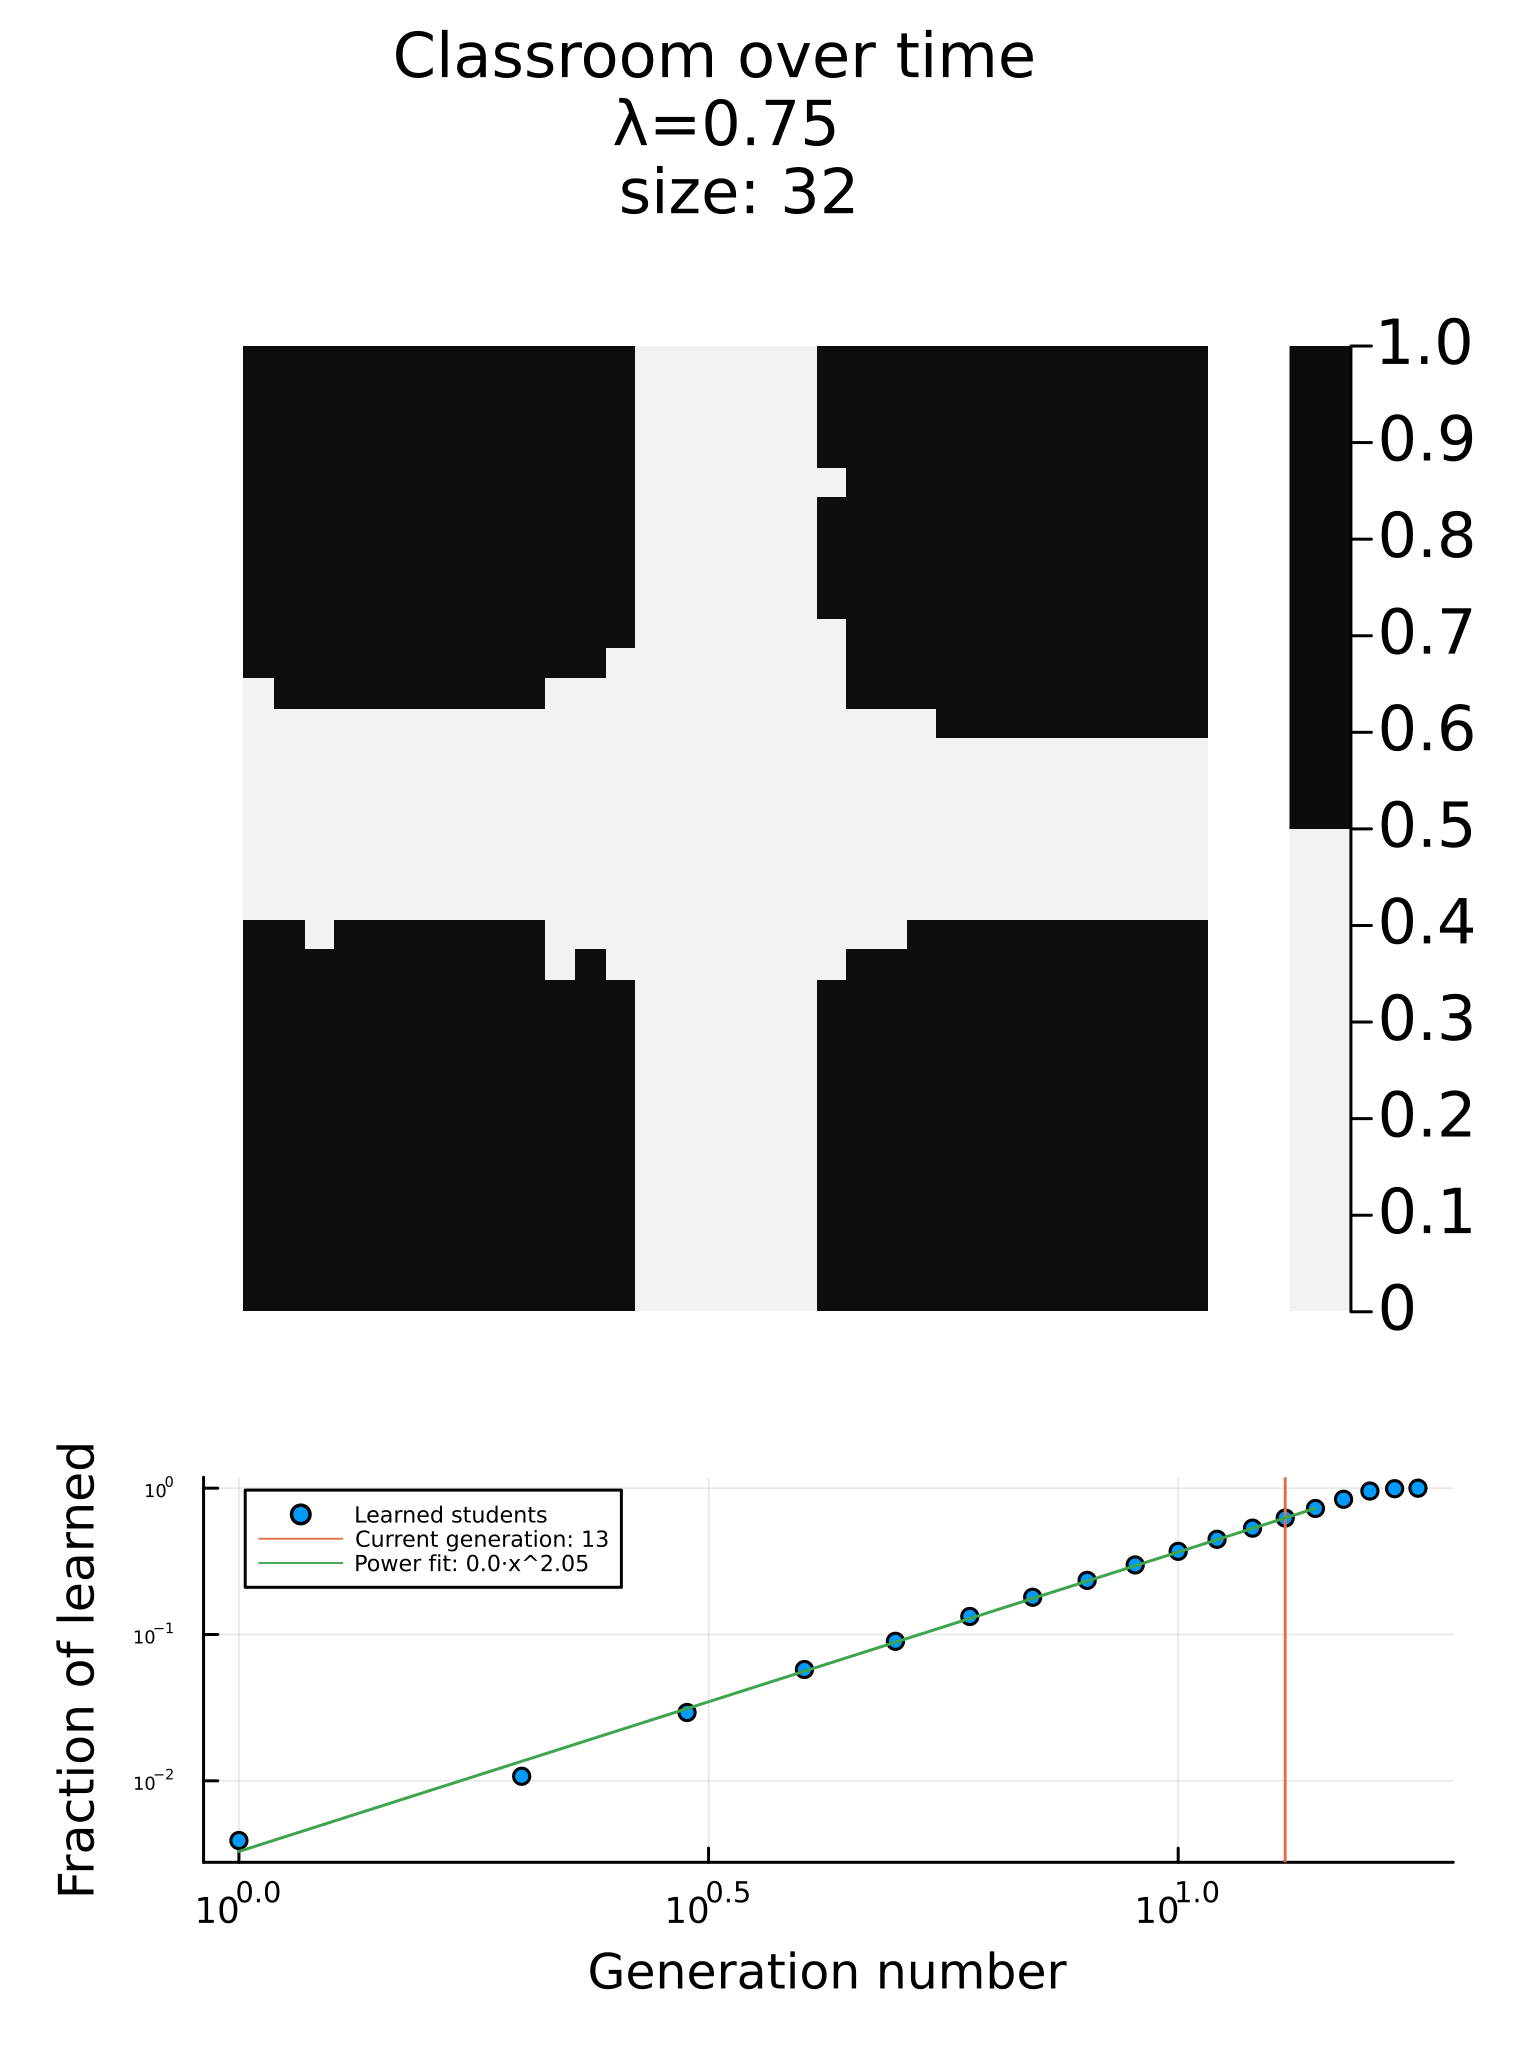 Classroom over time
λ=0.75
size: 32
1.0
0.9
0.8
0.7
0.6
0.5
0.4
0.3
0.2
0.1
0
Fraction of learned
10^0
10^−1
10^−2
Learned students
Current generation: 13
Power fit: 0.0·x^2.05
10^0.0 10^0.5 10^1.0
Generation number